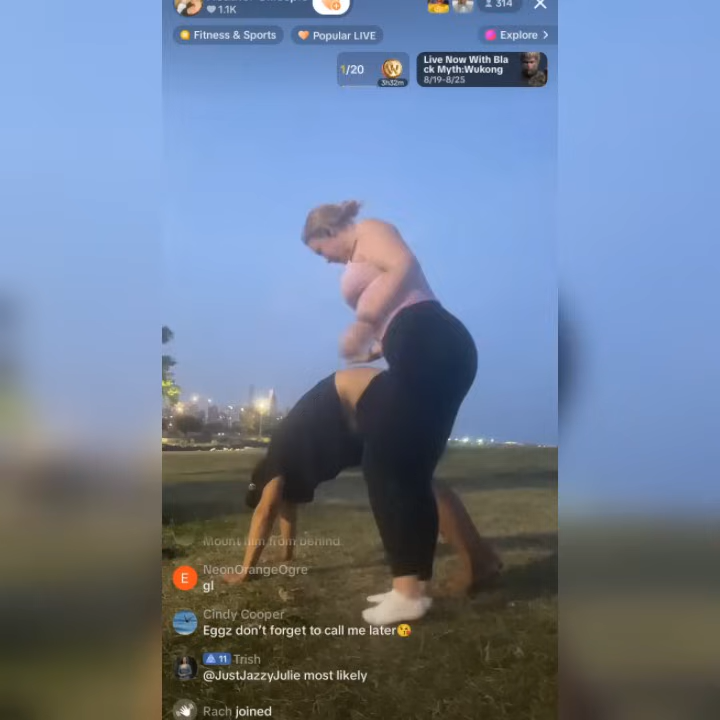 1.1K
314
Fitness & Sports
Popular LIVE
Explore >
1/20
3h32m
Live Now With Bla
ck Myth:Wukong
8/19-8/25
Mount him from behind
NeonOrangeOgre
E
gl
Cindy Cooper
Eggz don't forget to call me later😘
11 Trish
@JustJazzyJulie most likely
Rach joined